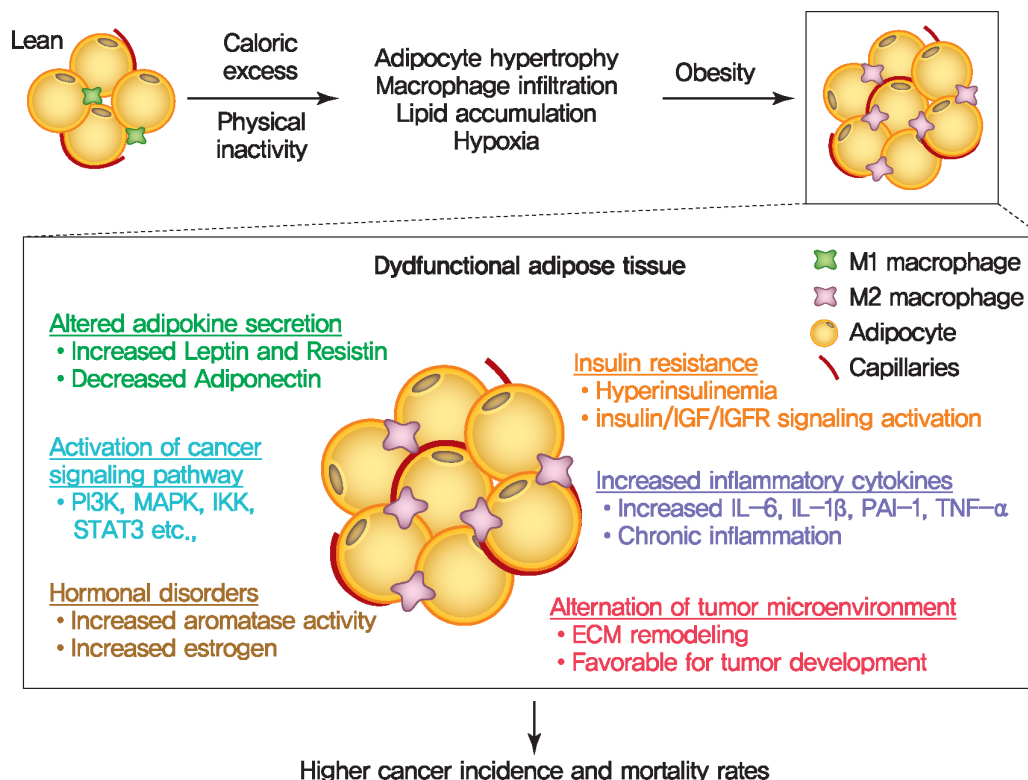 Lean
Caloric
excess
Physical
inactivity
Adipocyte hypertrophy
Macrophage infiltration
Lipid accumulation
Hypoxia
Obesity
Dydfunctional adipose tissue
M1 macrophage
M2 macrophage
Adipocyte
Capillaries
Altered adipokine secretion
• Increased Leptin and Resistin
• Decreased Adiponectin
Insulin resistance
• Hyperinsulinemia
• insulin/IGF/IGFR signaling activation
Activation of cancer
signaling pathway
• PI3K, MAPK, IKK,
STAT3 etc.,
Increased inflammatory cytokines
• Increased IL-6, IL-1β, PAI-1, TNF-α
• Chronic inflammation
Hormonal disorders
• Increased aromatase activity
• Increased estrogen
Alternation of tumor microenvironment
• ECM remodeling
• Favorable for tumor development
Higher cancer incidence and mortality rates